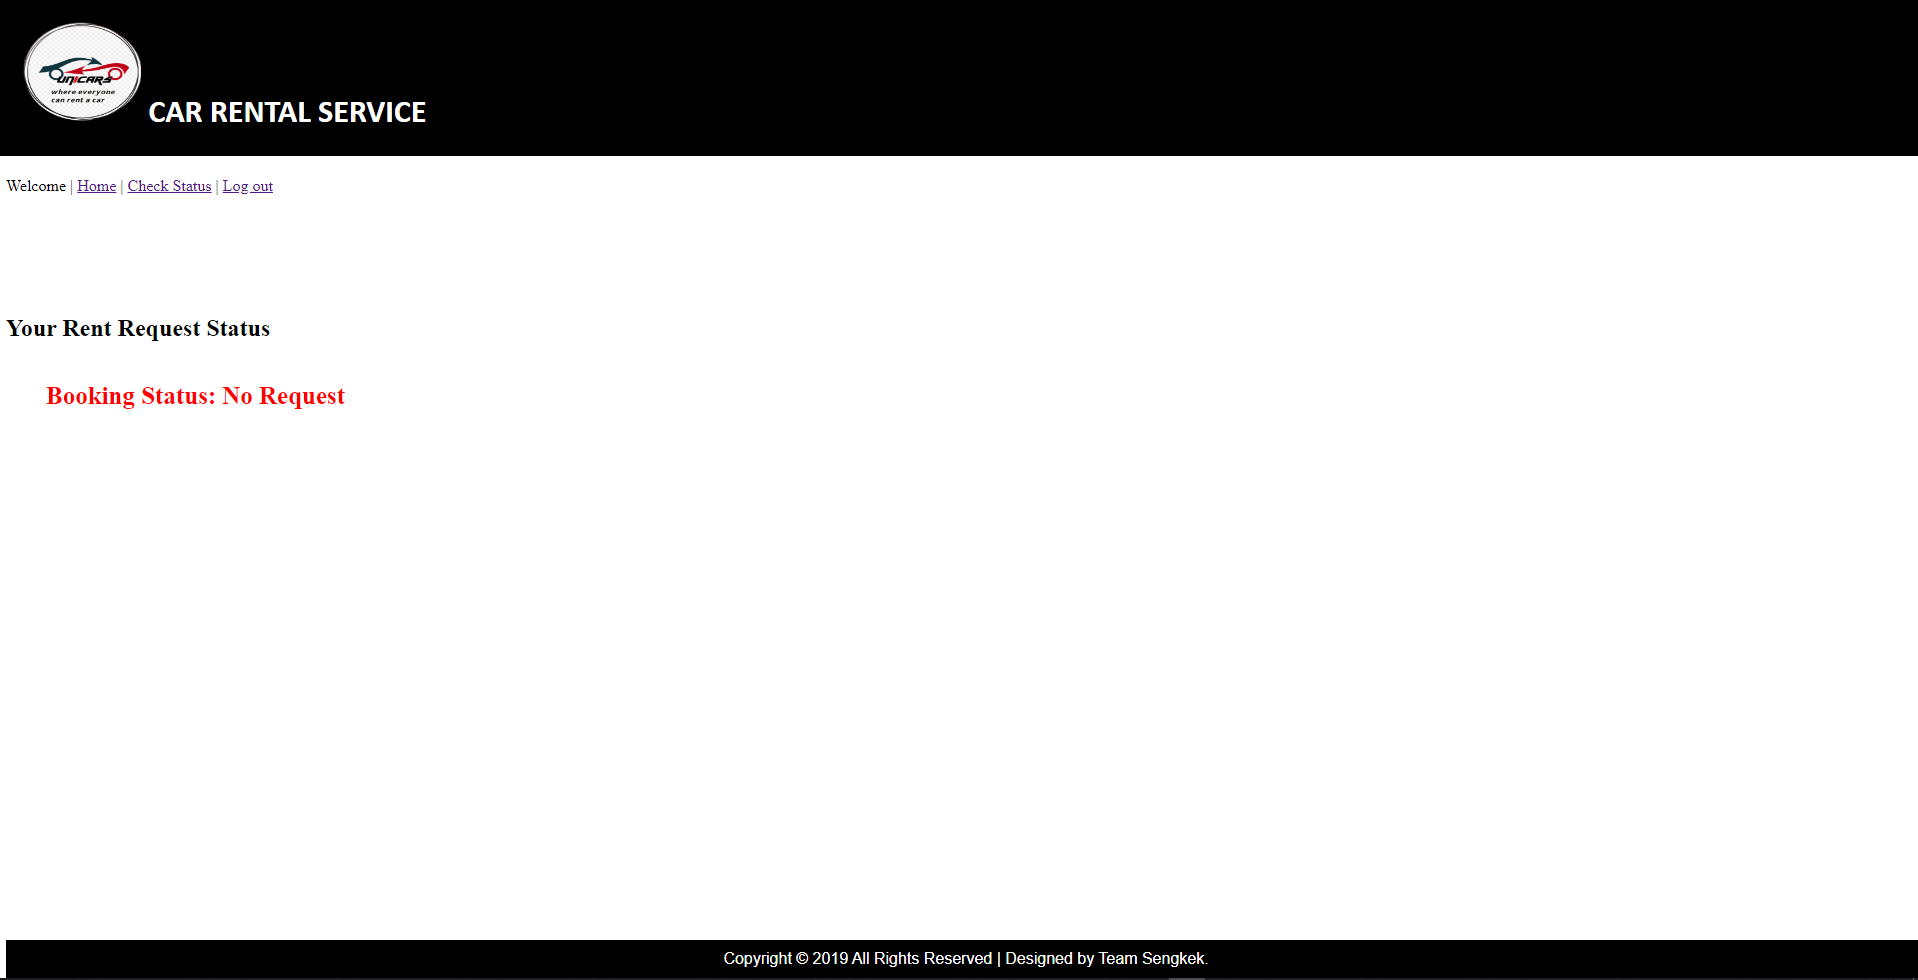 UNICARS
where everyone
can rent a car
CAR RENTAL SERVICE
Welcome | Home | Check Status | Log out
Your Rent Request Status
Booking Status: No Request
Copyright © 2019 All Rights Reserved | Designed by Team Sengkek.